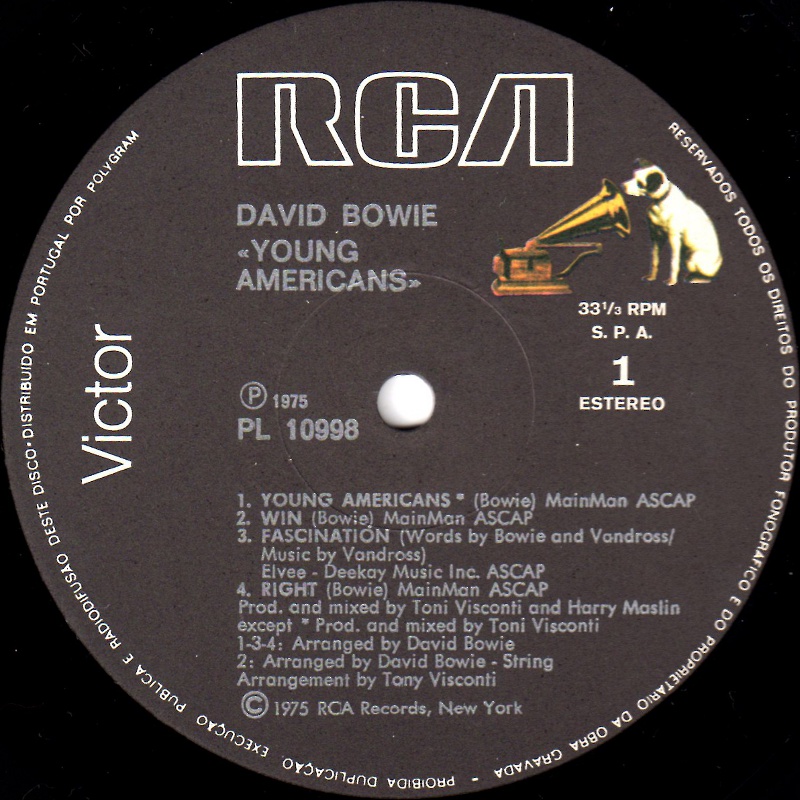 RCA
DAVID BOWIE
«YOUNG
AMERICANS»
Victor
33 1/3 RPM
S. P. A.
1
ESTEREO
Ⓟ 1975
PL 10998
1. YOUNG AMERICANS * (Bowie) MainMan ASCAP
2. WIN (Bowie) MainMan ASCAP
3. FASCINATION (Words by Bowie and Vandross/
Music by Vandross)
Elvee - Deekay Music Inc. ASCAP
4. RIGHT (Bowie) MainMan ASCAP
Prod. and mixed by Toni Visconti and Harry Maslin
except * Prod. and mixed by Toni Visconti
1-3-4: Arranged by David Bowie
2: Arranged by David Bowie - String
Arrangement by Tony Visconti
© 1975 RCA Records, New York
RESERVADOS TODOS OS DIREITOS DO PRODUTOR FONOGRAFICO E DO PROPRIETARIO DA OBRA GRAVADA - PROIBIDA DUPLICAÇÃO, EXECUÇÃO PUBLICA E RADIODIFUSÃO DESTE DISCO•DISTRIBUIDO EM PORTUGAL POR POLYGRAM